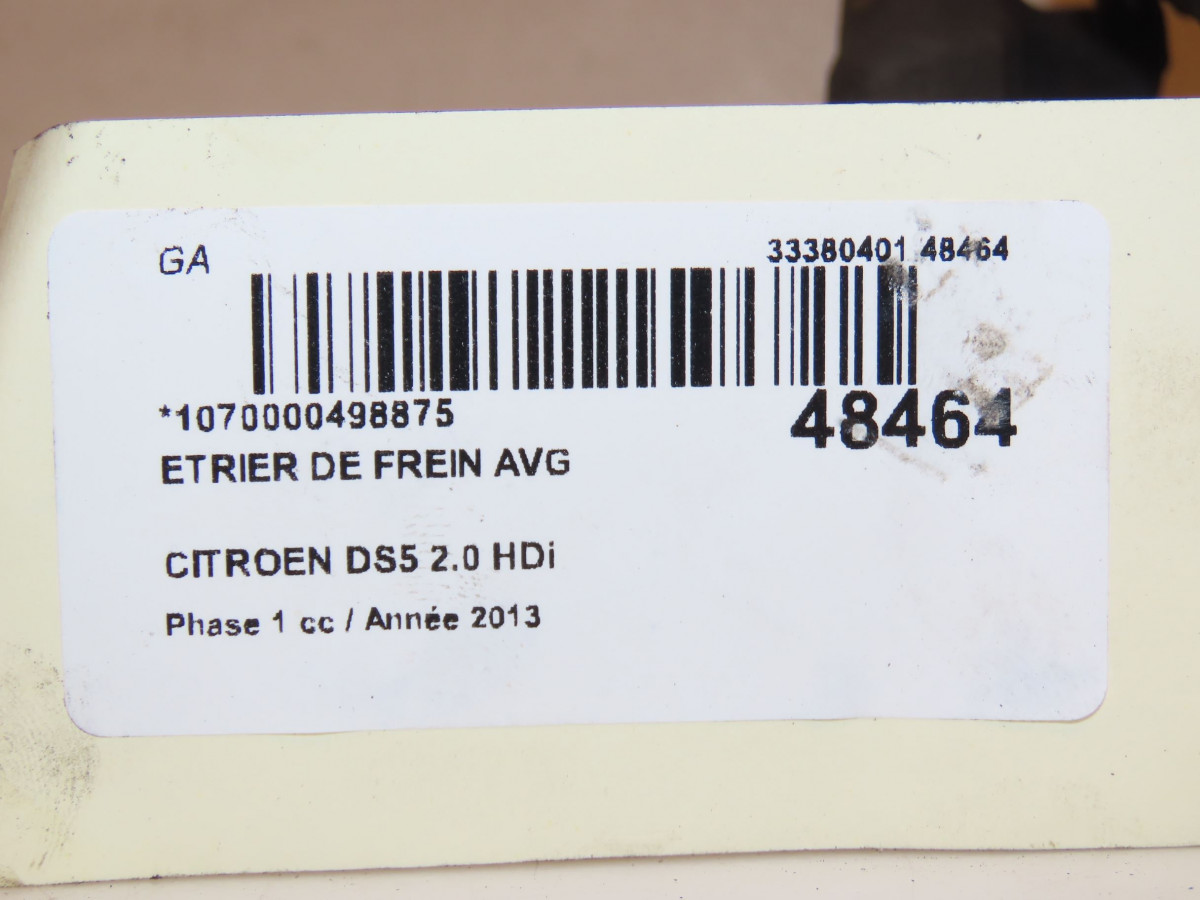 GA
33380401 48464
*1070000498875
48464
ETRIER DE FREIN AVG
CITROEN DS5 2.0 HDi
Phase 1 cc / Année 2013